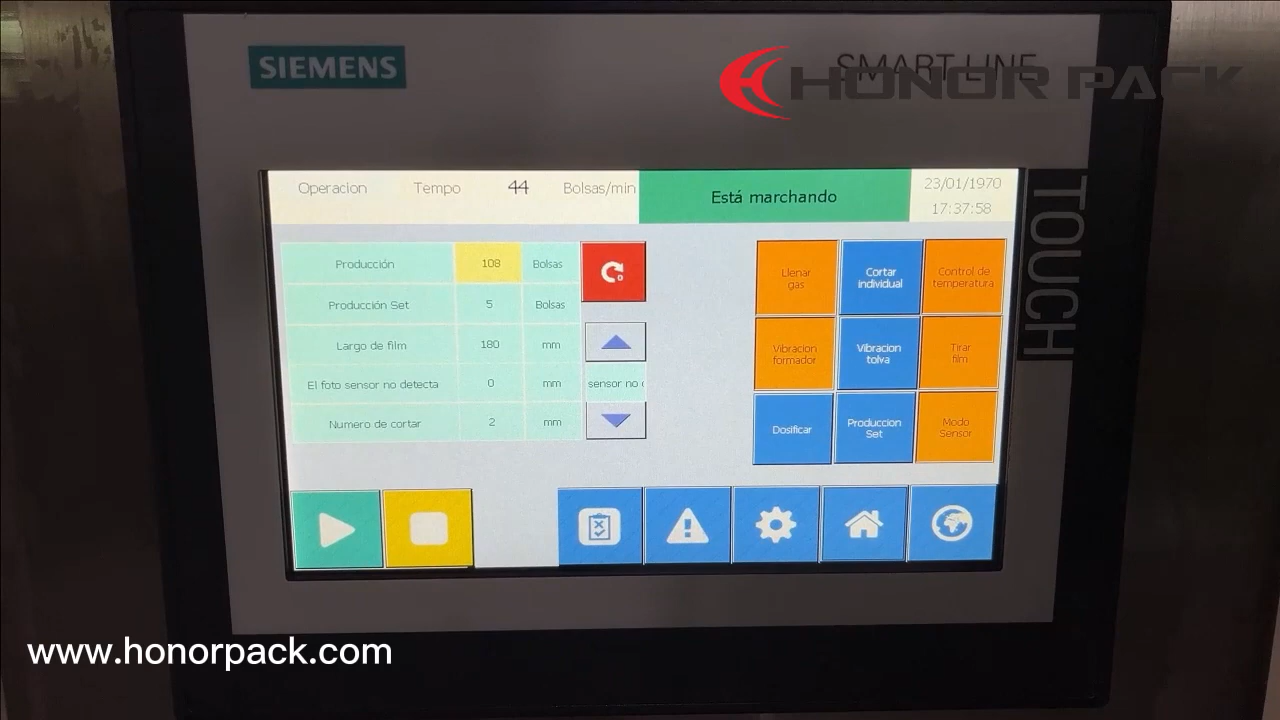 SIEMENS
SMART LINE
HONOR PACK
TOUCH
Operacion Tempo 44 Bolsas/min
Está marchando
23/01/1970
17:37:58
Producción 108 Bolsas
Producción Set 5 Bolsas
Largo de film 180 mm
El foto sensor no detecta 0 mm
sensor no
Numero de cortar 2 mm
0
Llenar
gas
Cortar
individual
Control de
temperatura
Vibracion
formador
Vibracion
tolva
Tirar
film
Dosificar
Produccion
Set
Modo
Sensor
www.honorpack.com